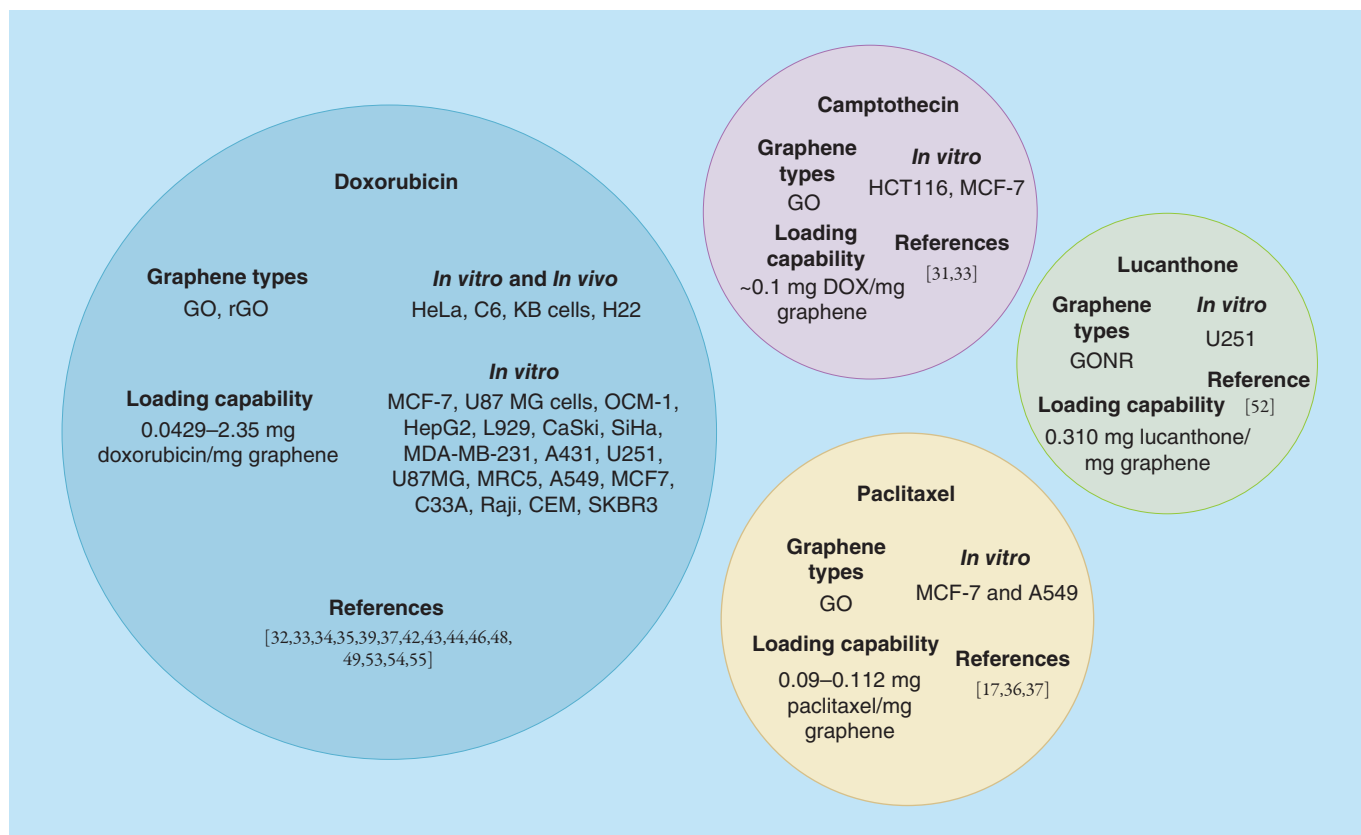 Doxorubicin
Graphene types
GO, rGO
In vitro and In vivo
HeLa, C6, KB cells, H22
Loading capability
0.0429–2.35 mg
doxorubicin/mg graphene
In vitro
MCF-7, U87 MG cells, OCM-1,
HepG2, L929, CaSki, SiHa,
MDA-MB-231, A431, U251,
U87MG, MRC5, A549, MCF7,
C33A, Raji, CEM, SKBR3
References
[32,33,34,35,39,37,42,43,44,46,48,
49,53,54,55]
Camptothecin
Graphene
types
GO
In vitro
HCT116, MCF-7
Loading
capability
~0.1 mg DOX/mg
graphene
References
[31,33]
Lucanthone
Graphene
types
GONR
In vitro
U251
Reference
[52]
Loading capability
0.310 mg lucanthone/
mg graphene
Paclitaxel
Graphene
types
GO
In vitro
MCF-7 and A549
Loading capability
0.09–0.112 mg
paclitaxel/mg
graphene
References
[17,36,37]